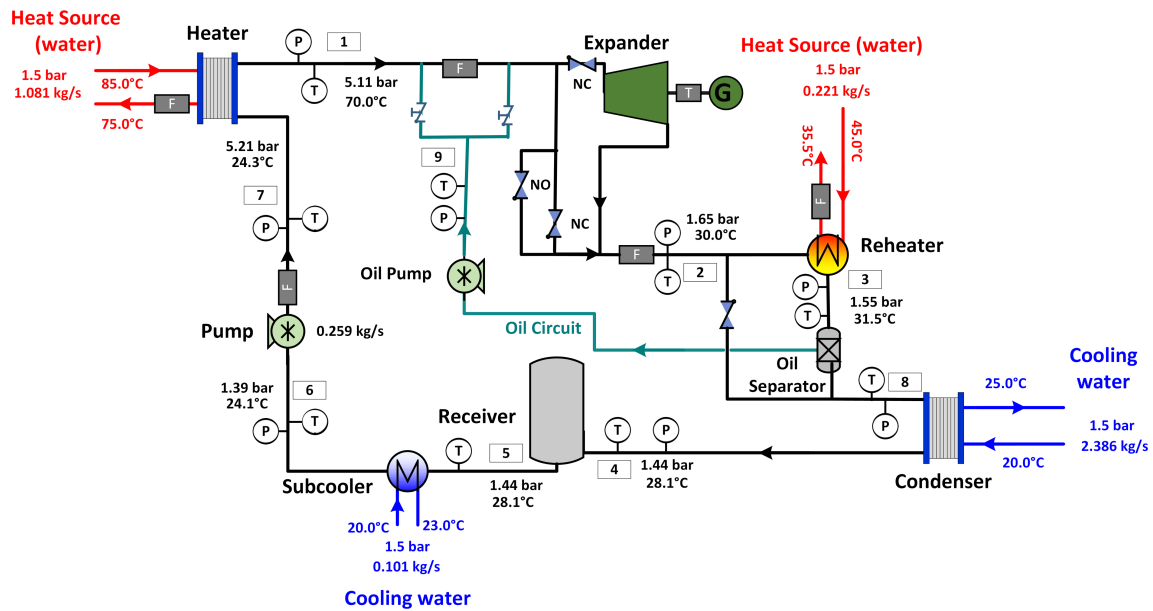 Heat Source
(water)
1.5 bar
1.081 kg/s
85.0°C
75.0°C
F
Heater
P
1
T
5.11 bar
70.0°C
F
Expander
NC
T
G
Heat Source (water)
1.5 bar
0.221 kg/s
35.5°C
45.0°C
F
Reheater
5.21 bar
24.3°C
7
T
P
9
T
P
NO
NC
1.65 bar
30.0°C
P
F
T
2
3
P
T
1.55 bar
31.5°C
Oil Pump
F
Pump
0.259 kg/s
Oil Circuit
Oil
Separator
T
8
P
Cooling
water
25.0°C
1.5 bar
2.386 kg/s
20.0°C
Condenser
1.39 bar
24.1°C
6
T
P
Receiver
T
5
1.44 bar
28.1°C
T
P
4
1.44 bar
28.1°C
Subcooler
20.0°C
23.0°C
1.5 bar
0.101 kg/s
Cooling water